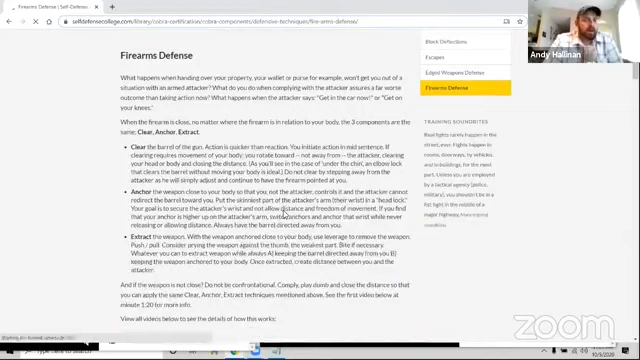 Firearms Defense | Self-Defens
selfdefensecollege.com/library/cobra-certification/cobra-components/defensive-techniques/fire-arms-defense/
Andy Hallinan
Block Deflections
Escapes
Edged Weapons Defense
Firearms Defense
Firearms Defense
What happens when handing over your property, your wallet or purse for example, won't get you out of a
situation with an armed attacker? What do you do when complying with the attacker assures a far worse
outcome than taking action now? What happens when the attacker says: "Get in the car now!" or "Get on
your knees."
When the firearm is close, no matter where the firearm is in relation to your body, the 3 components are the
same; Clear, Anchor, Extract.
Clear the barrel of the gun. Action is quicker than reaction. You initiate action in mid sentence. If
clearing requires movement of your body; you rotate toward -- not away from-- the attacker, clearing
your head or body and closing the distance. [As you'll see in the case of 'under the chin', an elbow lock
that clears the barrel without movement your body is ideal.] Do not clear by stepping away from the
attacker as he will simply adjust and continue to have the firearm pointed at you.
Anchor the weapon close to your body so that you, not the attacker, controls it and the attacker cannot
redirect the barrel toward you. Put the skinniest part of the attacker's arm (their wrist) in a "head lock."
Your goal is to secure the attacker's wrist and not allow distance and freedom of movement. If you find
that your anchor is higher up on the attacker's arm, switch anchors and anchor that wrist while never
releasing or allowing distance. Always have the barrel directed away from you.
Extract the weapon. With the weapon anchored close to your body, use leverage to remove the weapon.
Push / pull. Consider prying the weapon against the thumb, the weakest part. Bite if necessary.
Whatever you can to extract weapon while always A) keeping the barrel directed away from you B)
keeping the weapon anchored to your body. Once extracted, create distance between you and the
attacker.
And if the weapon is not close? Do not be confrontational. Comply, play dumb and close the distance so that
you can apply the same Clear, Anchor, Extract techniques mentioned above. See the first video below at
minute 1:20 for more info.
View all videos below to see the details of how this works:
TRAINING SOUNDBITES
Real fights rarely happen in the
street, ever. Fights happen in
rooms, doorways, by vehicles,
and in buildings, for the most
part. Unless you are employed
by a tactical agency (police,
military), you shouldn't be in a
fist fight in the middle of a
major highway.
Type here to search
zoom
10/9/2020